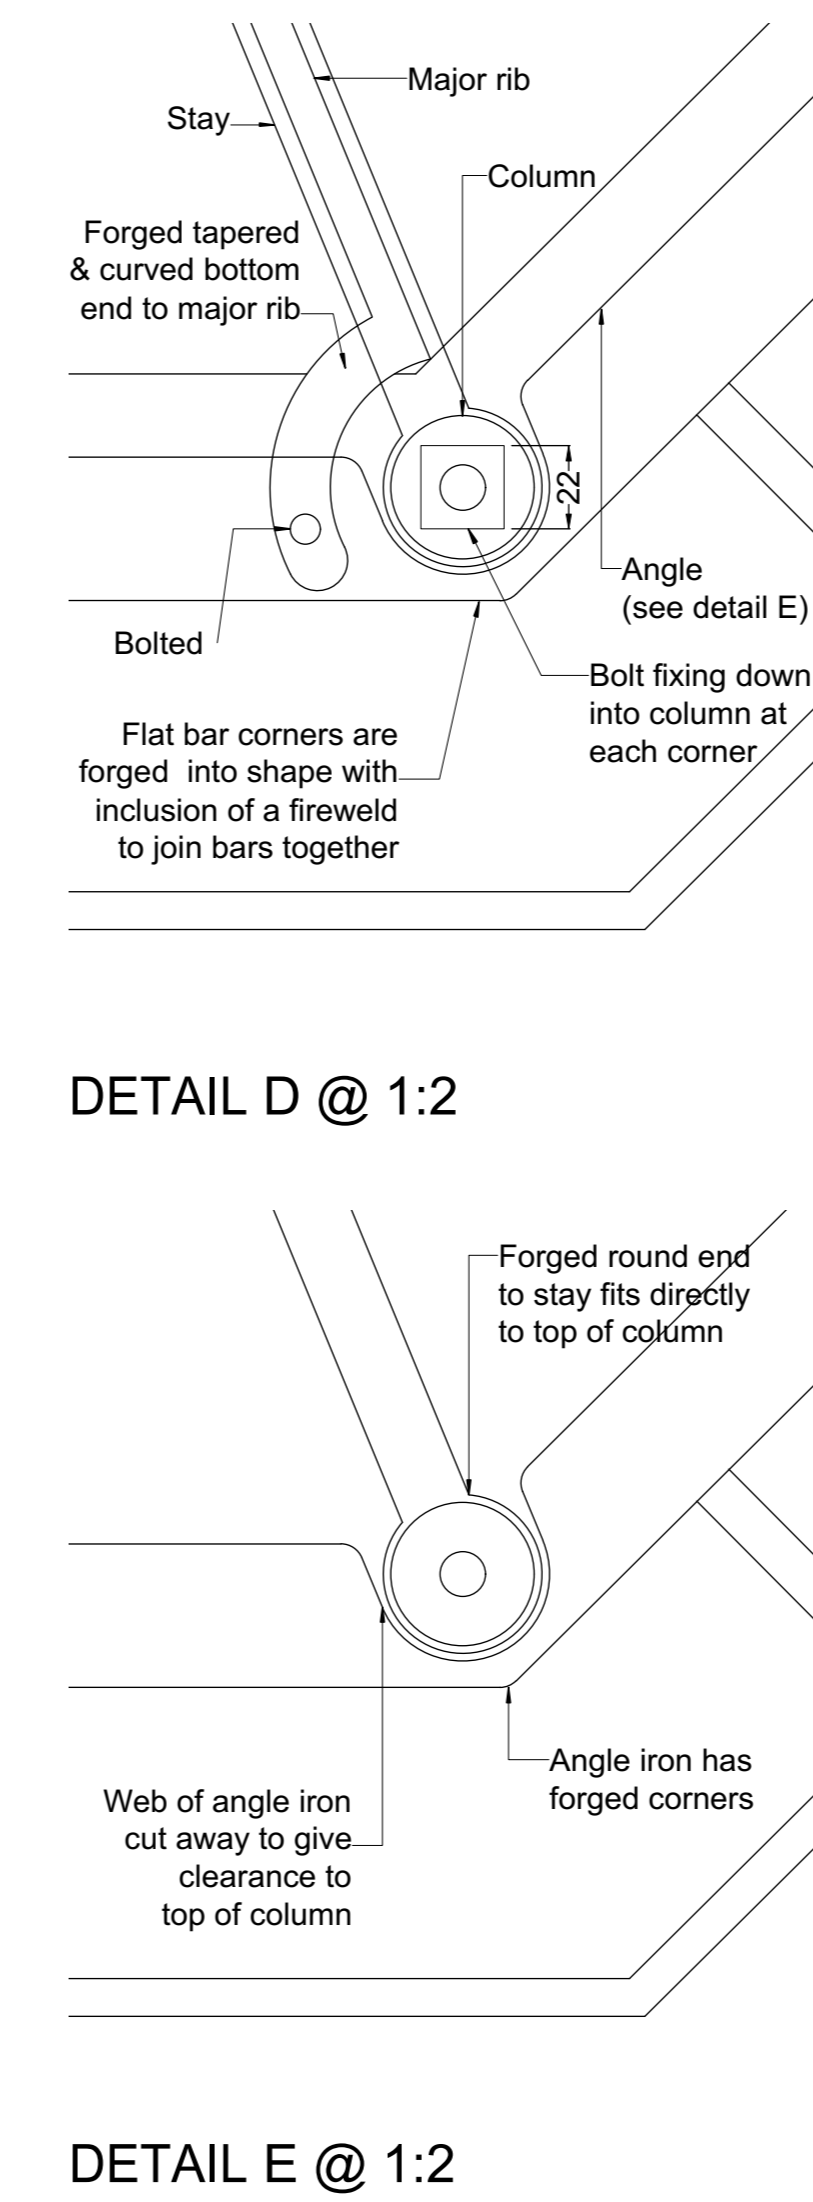 Major rib
Stay
Column
Forged tapered
& curved bottom
end to major rib
22
Angle
(see detail E)
Bolted
Bolt fixing down
into column at
each corner
Flat bar corners are
forged into shape with
inclusion of a fireweld
to join bars together
DETAIL D @ 1:2
Forged round end
to stay fits directly
to top of column
Angle iron has
forged corners
Web of angle iron
cut away to give
clearance to
top of column
DETAIL E @ 1:2